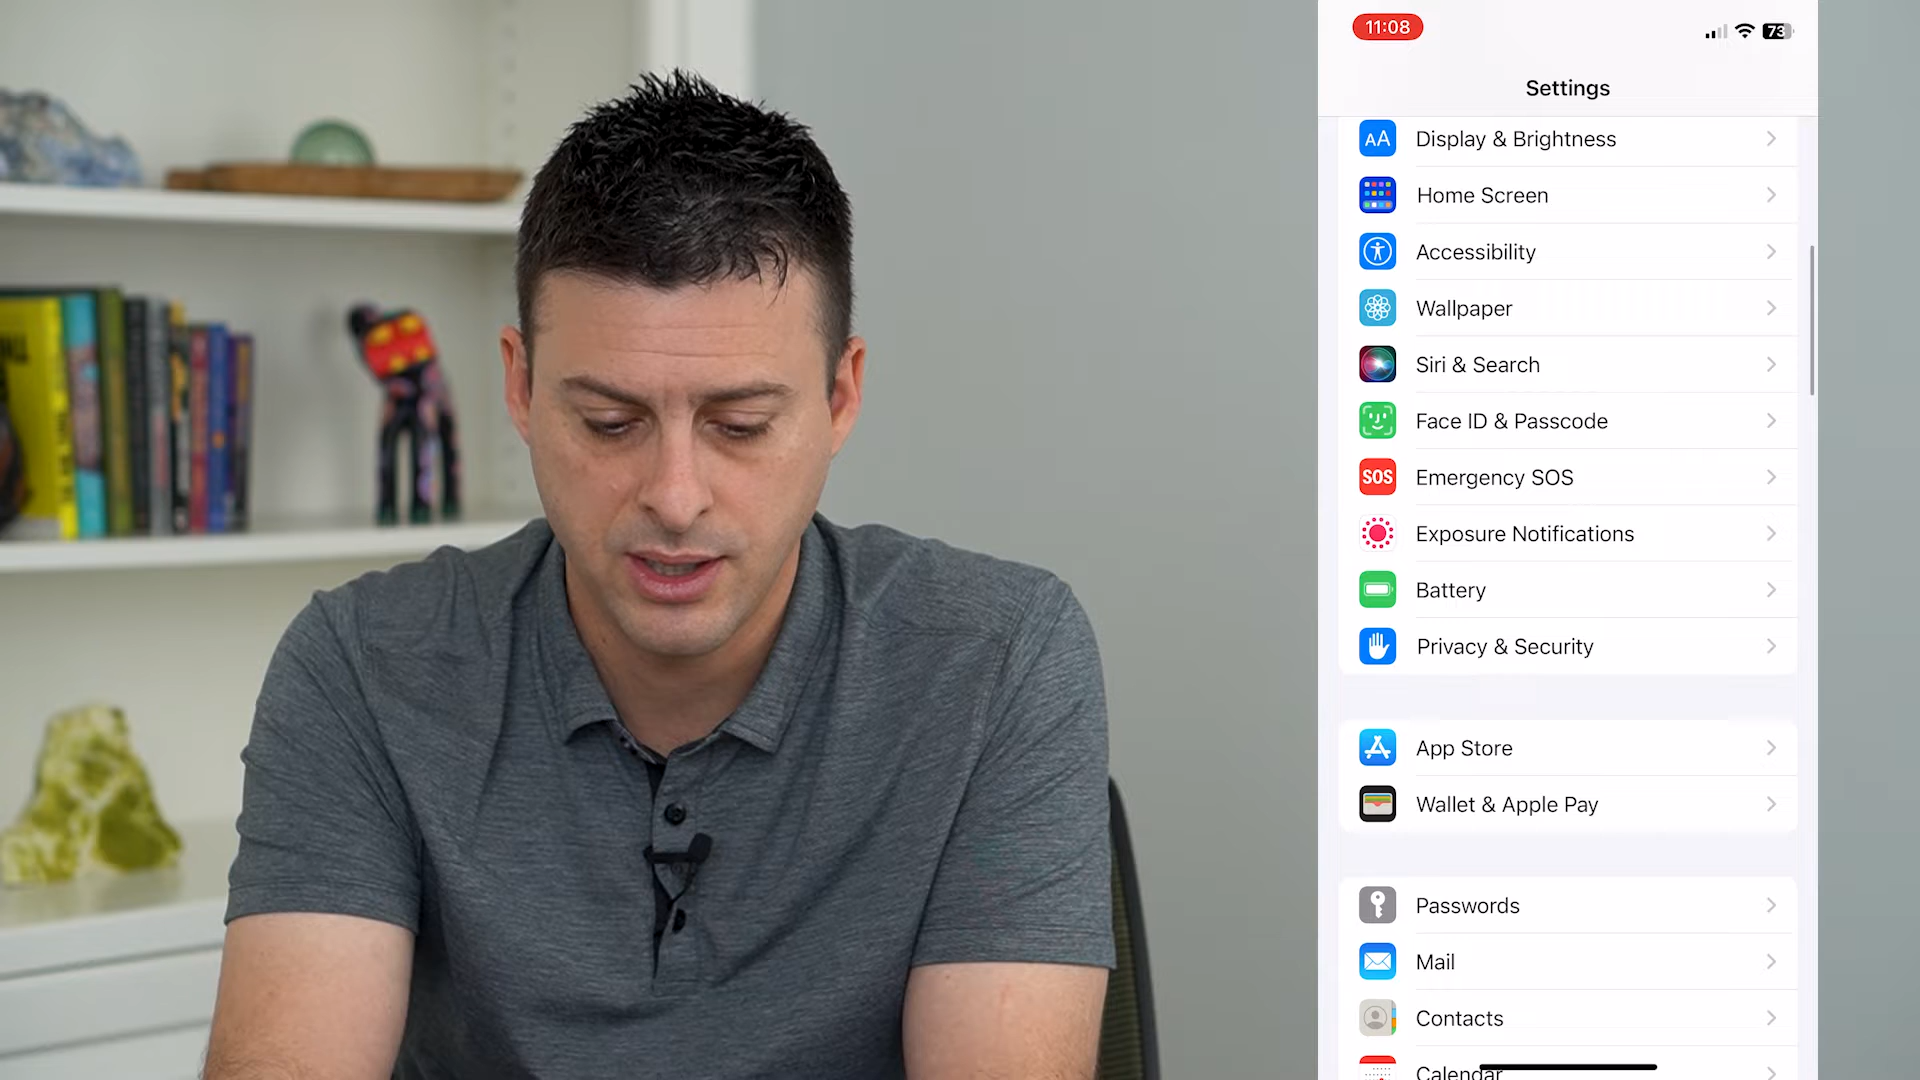 11:08
73
Settings
AA
Display & Brightness
Home Screen
Accessibility
Wallpaper
Siri & Search
Face ID & Passcode
SOS
Emergency SOS
Exposure Notifications
Battery
Privacy & Security
App Store
Wallet & Apple Pay
Passwords
Mail
Contacts
Calendar